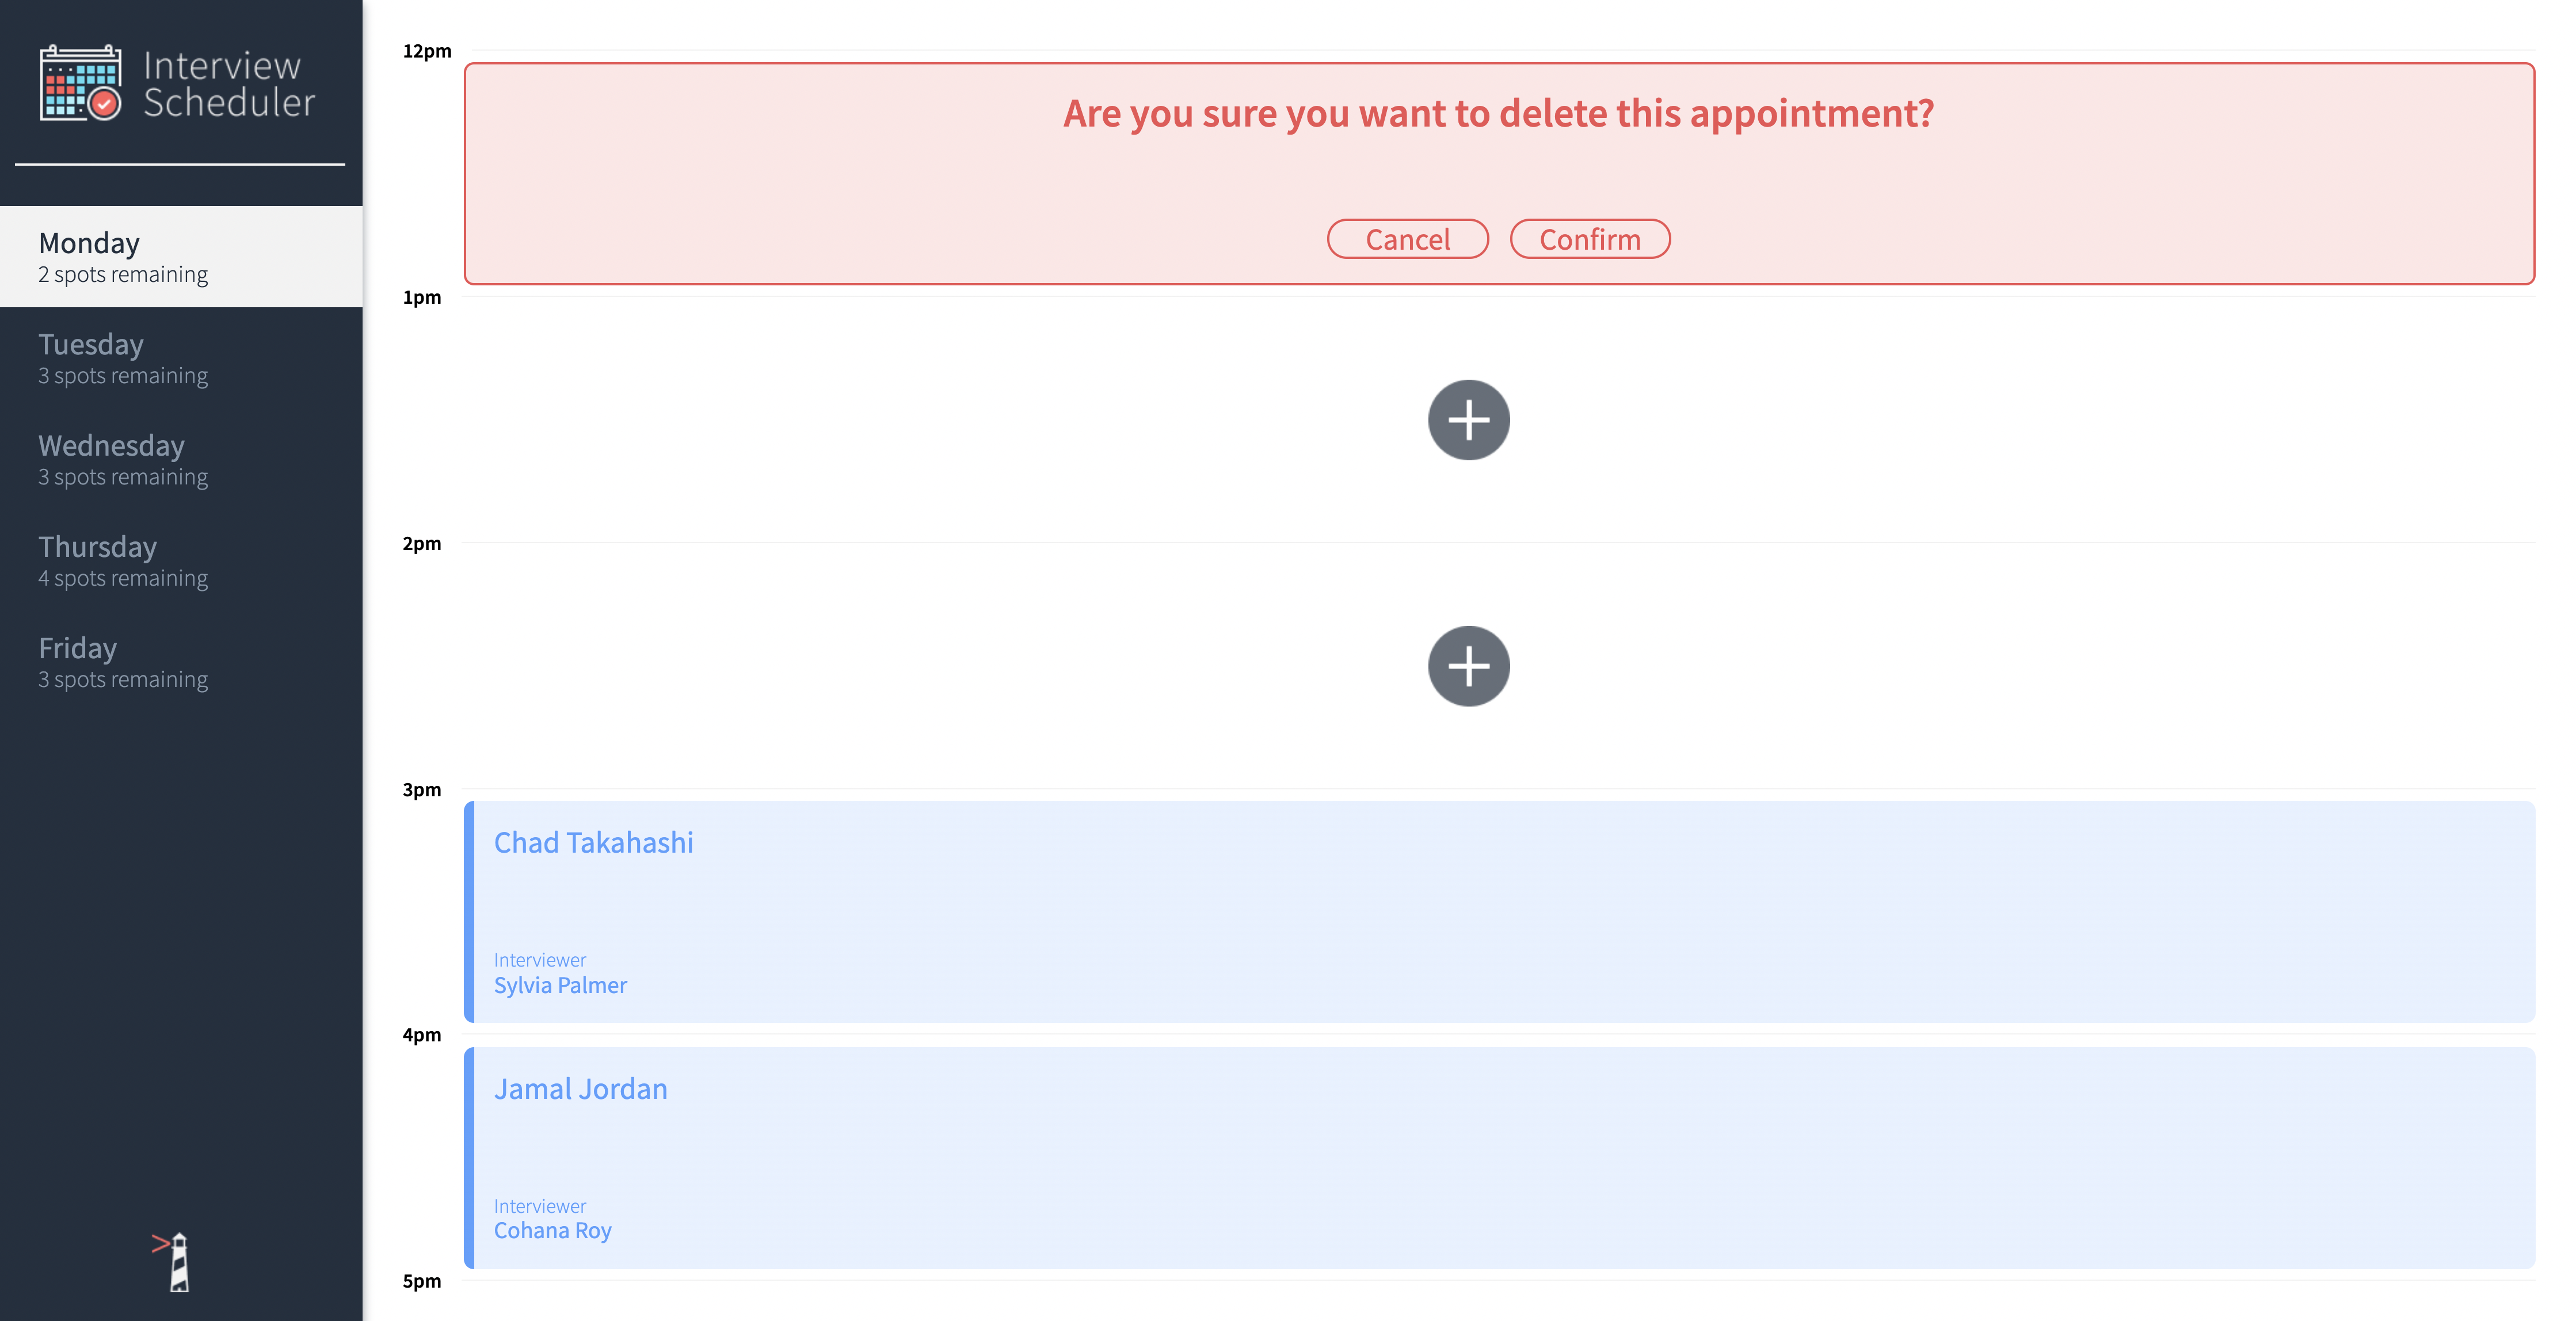 Interview
Scheduler
Monday
2 spots remaining
Tuesday
3 spots remaining
Wednesday
3 spots remaining
Thursday
4 spots remaining
Friday
3 spots remaining
12pm
Are you sure you want to delete this appointment?
Cancel Confirm
1pm
2pm
3pm
Chad Takahashi
Interviewer
Sylvia Palmer
4pm
Jamal Jordan
Interviewer
Cohana Roy
5pm